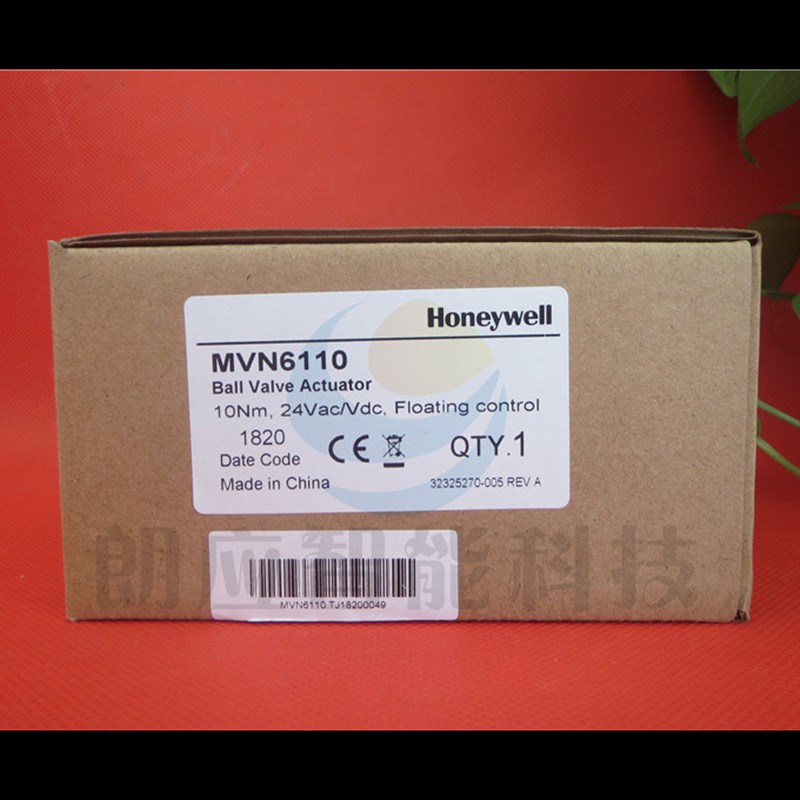 Honeywell
MVN6110
Ball Valve Actuator
10Nm, 24Vac/Vdc, Floating control
1820
Date Code
CE
QTY.1
Made in China
32325270-005 REV A
朗应智能科技
MVN6110 TJ18200049